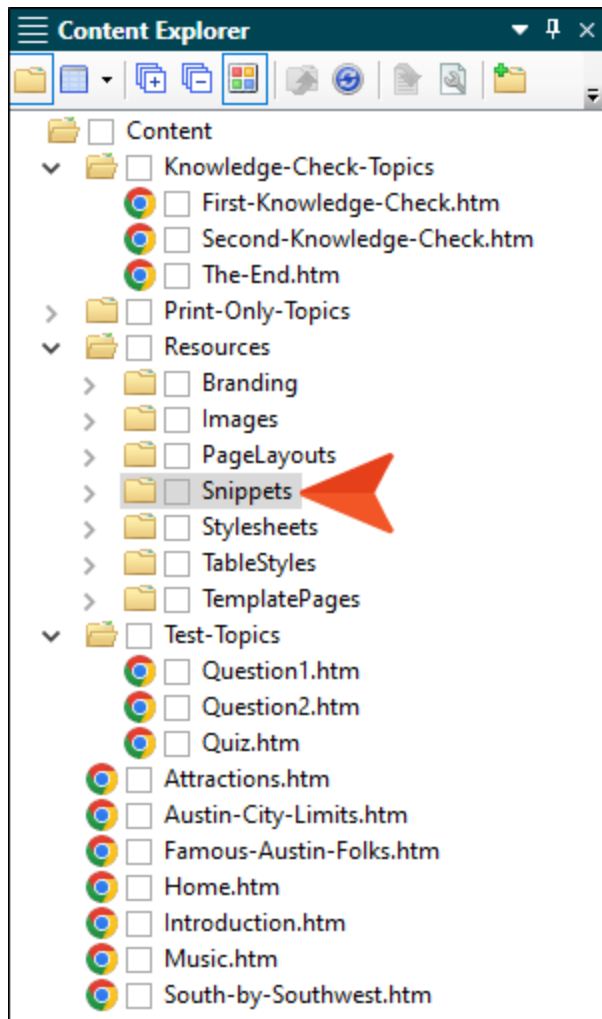 Content Explorer
Content
Knowledge-Check-Topics
First-Knowledge-Check.htm
Second-Knowledge-Check.htm
The-End.htm
Print-Only-Topics
Resources
Branding
Images
PageLayouts
Snippets
Stylesheets
TableStyles
TemplatePages
Test-Topics
Question1.htm
Question2.htm
Quiz.htm
Attractions.htm
Austin-City-Limits.htm
Famous-Austin-Folks.htm
Home.htm
Introduction.htm
Music.htm
South-by-Southwest.htm